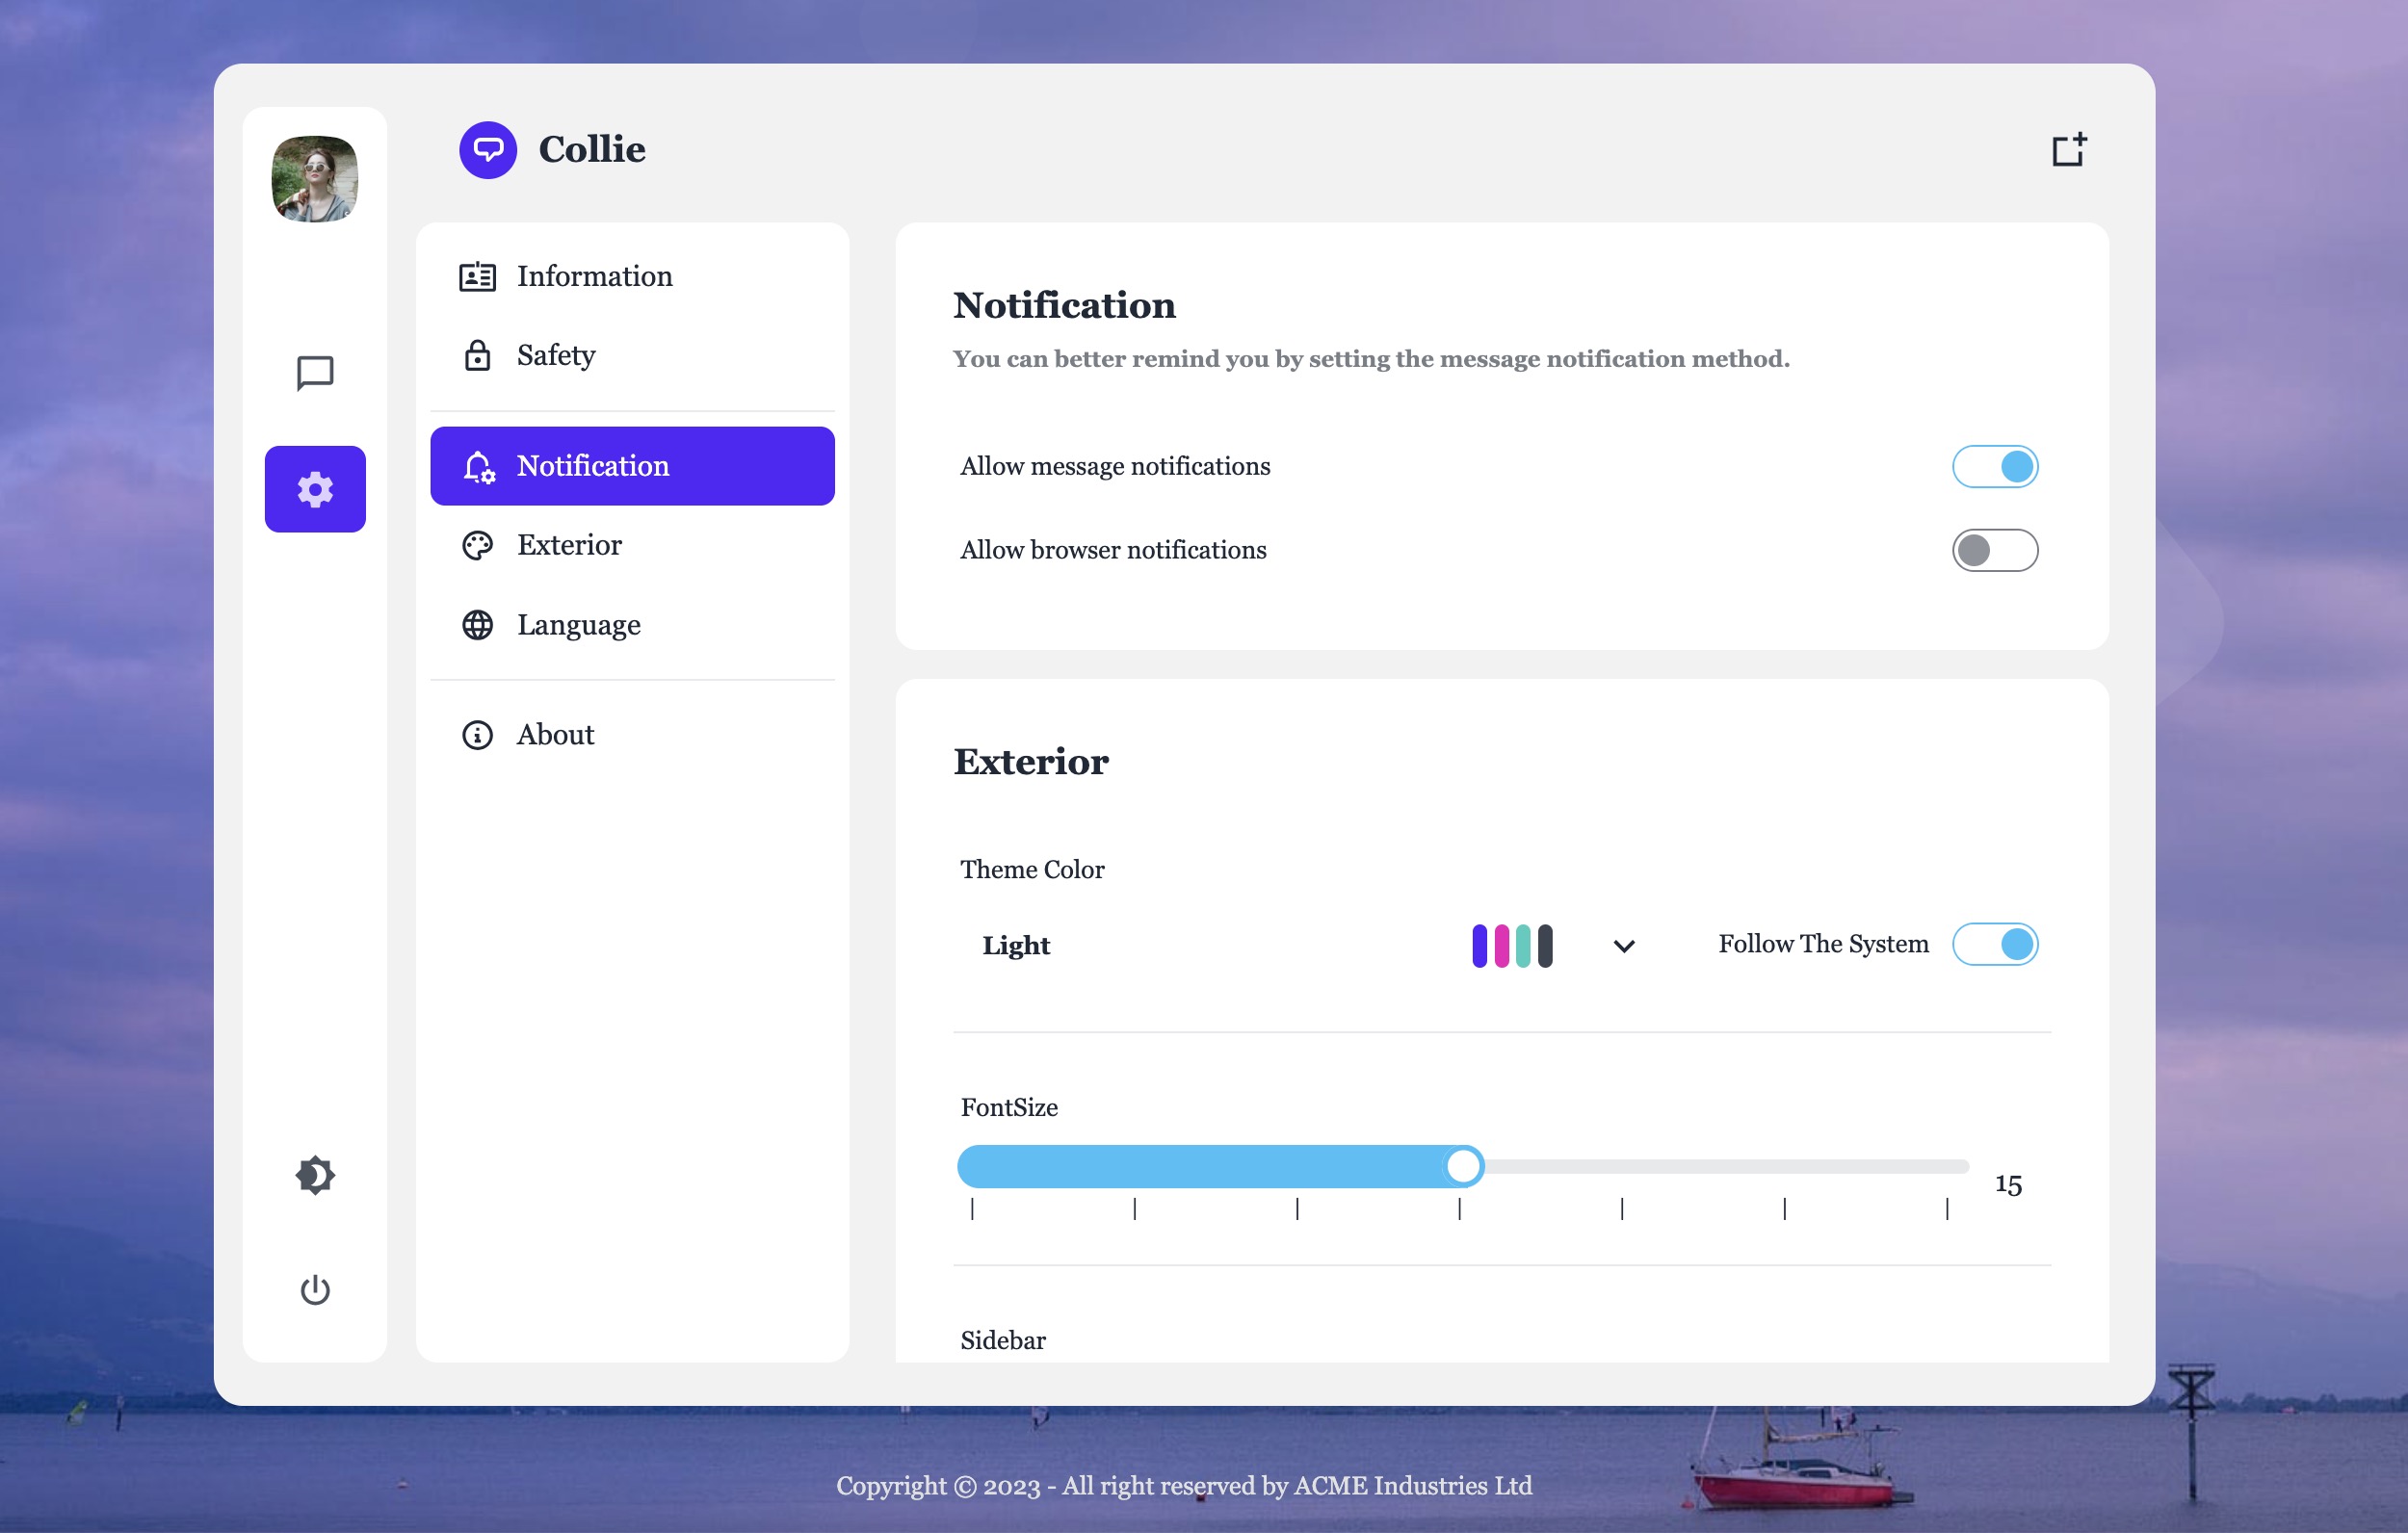 Collie
Information
Safety
Notification
Exterior
Language
About
Notification
You can better remind you by setting the message notification method.
Allow message notifications
Allow browser notifications
Exterior
Theme Color
Light
Follow The System
FontSize
15
Sidebar
Copyright © 2023 - All right reserved by ACME Industries Ltd